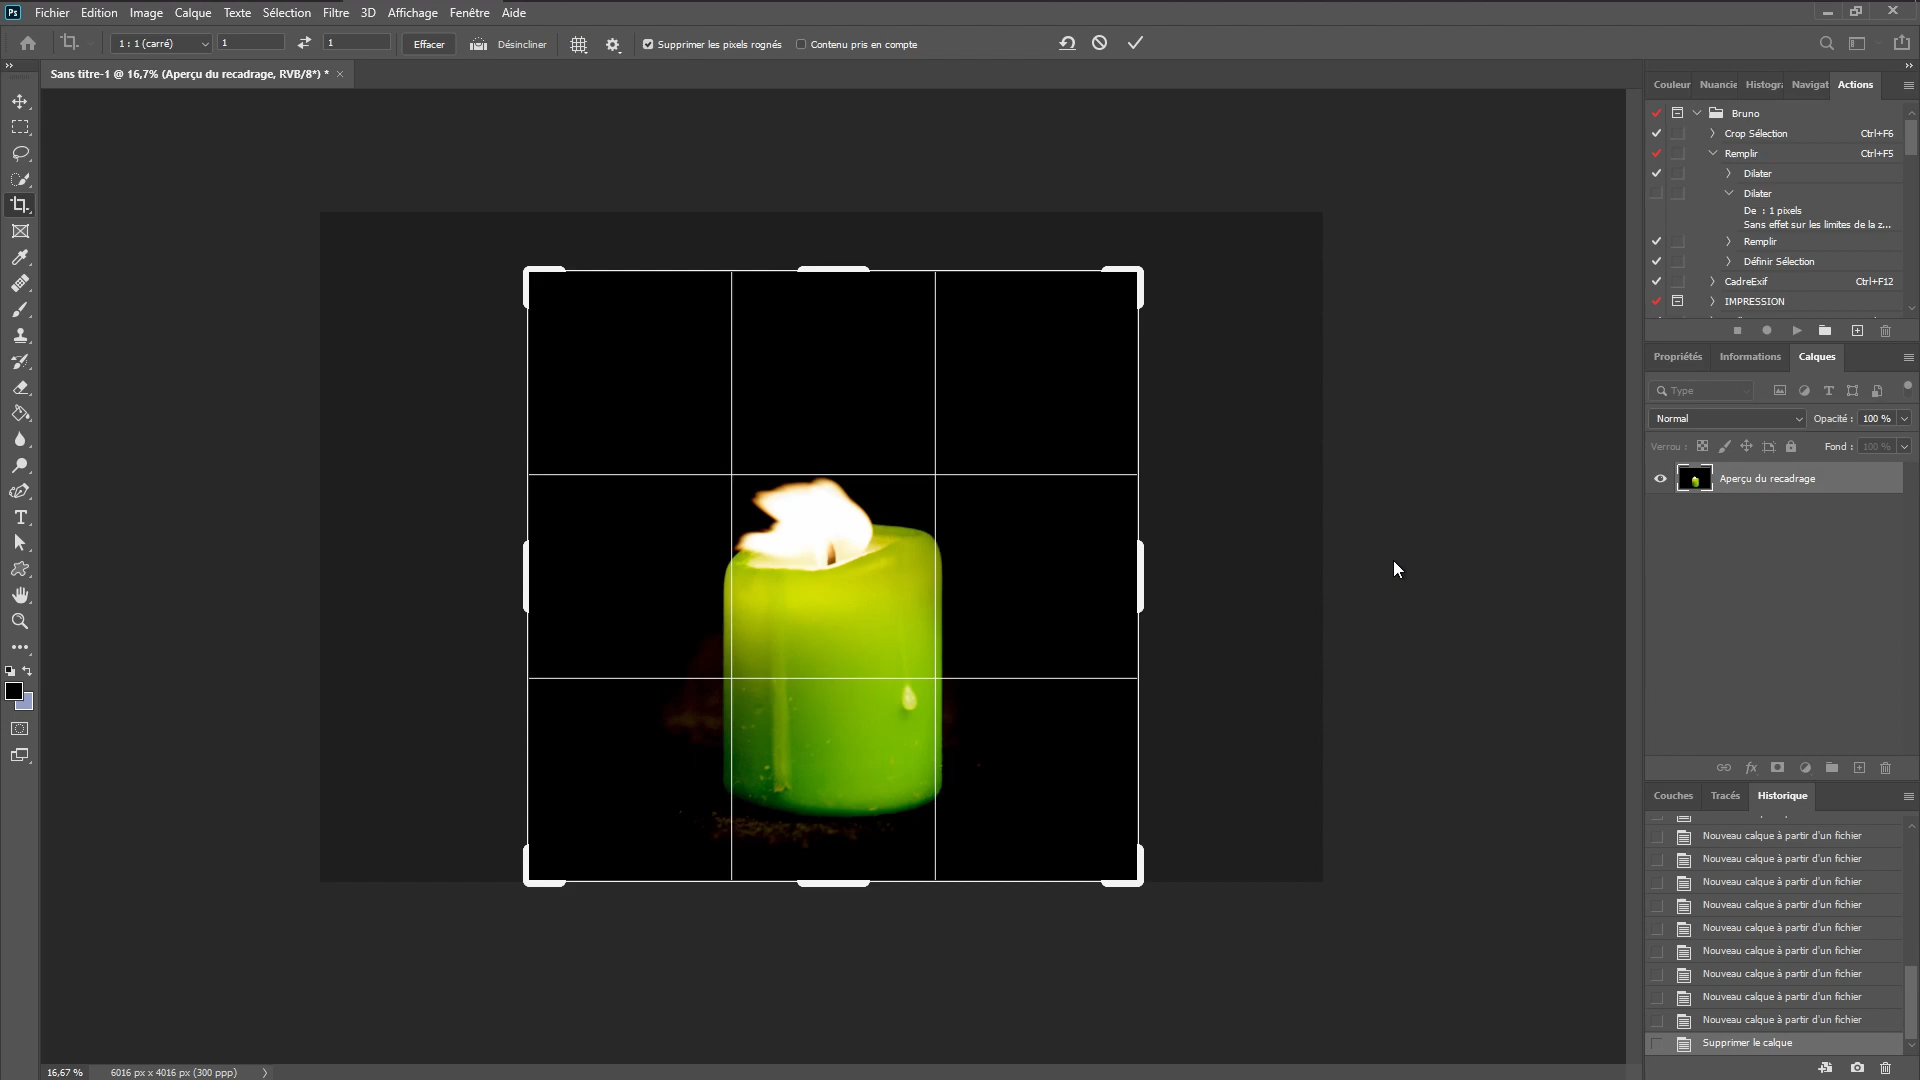 Ps Fichier Edition Image Calque Texte Sélection Filtre 3D Affichage Fenêtre Aide
1 : 1 (carré) 1 1 Effacer Désincliner Supprimer les pixels rognés Contenu pris en compte
Sans titre-1 @ 16,7% (Aperçu du recadrage, RVB/8*) *
Couleur Nuancie Histogra Navigat Actions
Bruno
Crop Sélection Ctrl+F6
Remplir Ctrl+F5
Dilater
Dilater
De : 1 pixels
Sans effet sur les limites de la z...
Remplir
Définir Sélection
CadreExif Ctrl+F12
IMPRESSION
Propriétés Informations Calques
Type
Normal Opacité : 100 %
Verrou : Fond : 100 %
Aperçu du recadrage
fx
Couches Tracés Historique
Nouveau calque à partir d'un fichier
Nouveau calque à partir d'un fichier
Nouveau calque à partir d'un fichier
Nouveau calque à partir d'un fichier
Nouveau calque à partir d'un fichier
Nouveau calque à partir d'un fichier
Nouveau calque à partir d'un fichier
Nouveau calque à partir d'un fichier
Nouveau calque à partir d'un fichier
Supprimer le calque
16,67 % 6016 px x 4016 px (300 ppp)